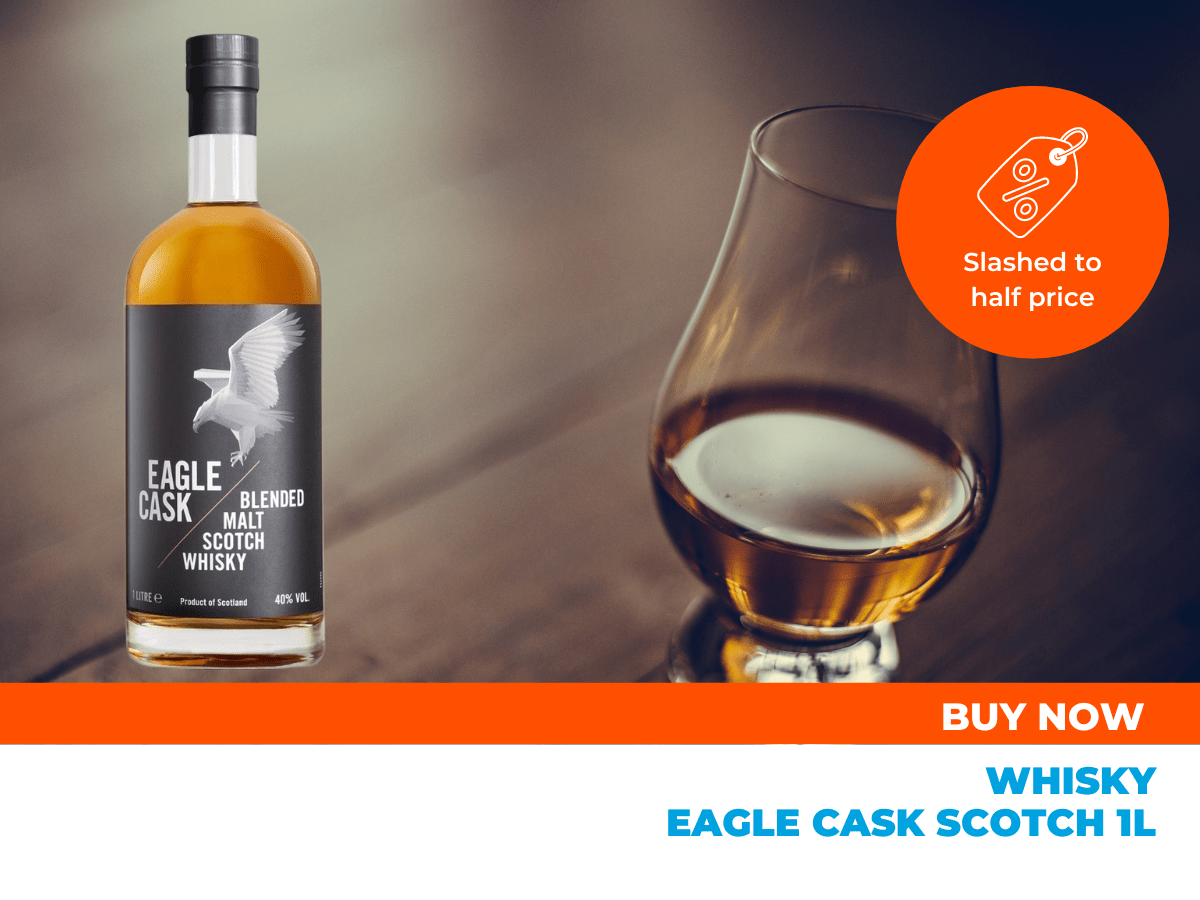 Slashed to
half price
EAGLE
CASK
BLENDED
MALT
SCOTCH
WHISKY
1 LITRE ℮
Product of Scotland
40% VOL.
BUY NOW
WHISKY
EAGLE CASK SCOTCH 1L